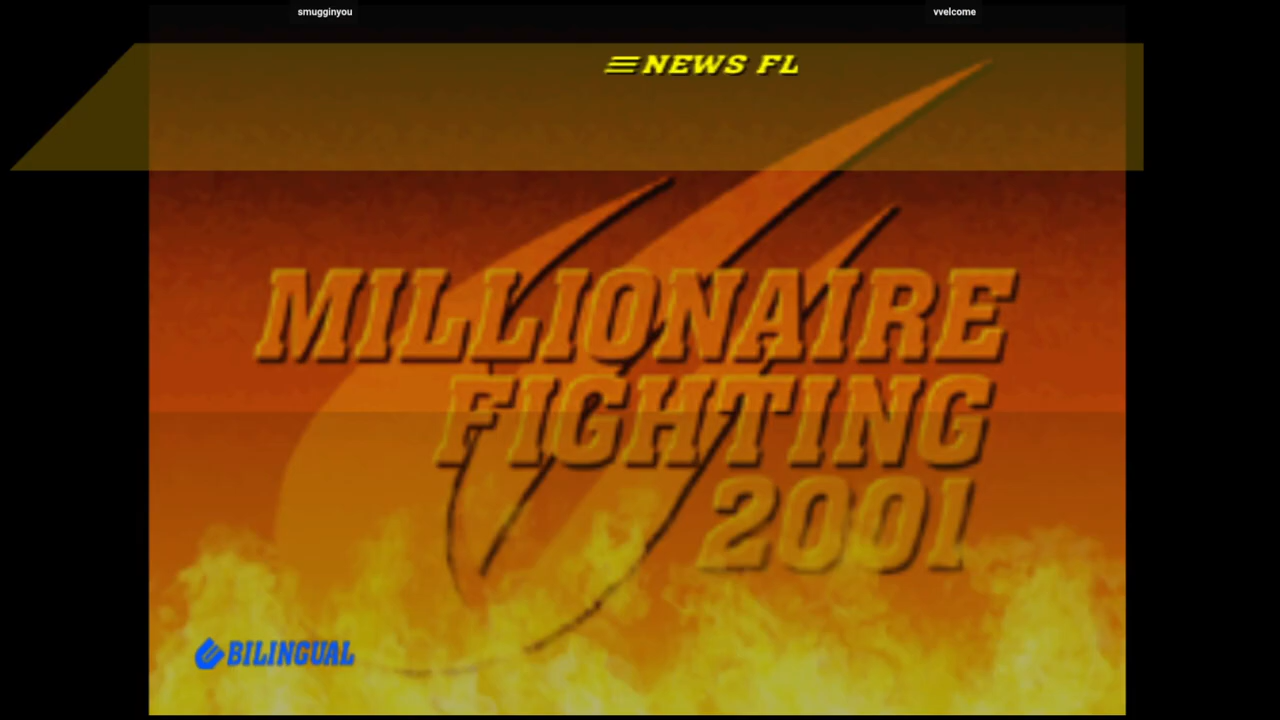 smugginyou
vvelcome
NEWS FL
MILLIONAIRE
FIGHTING
2001
BILINGUAL